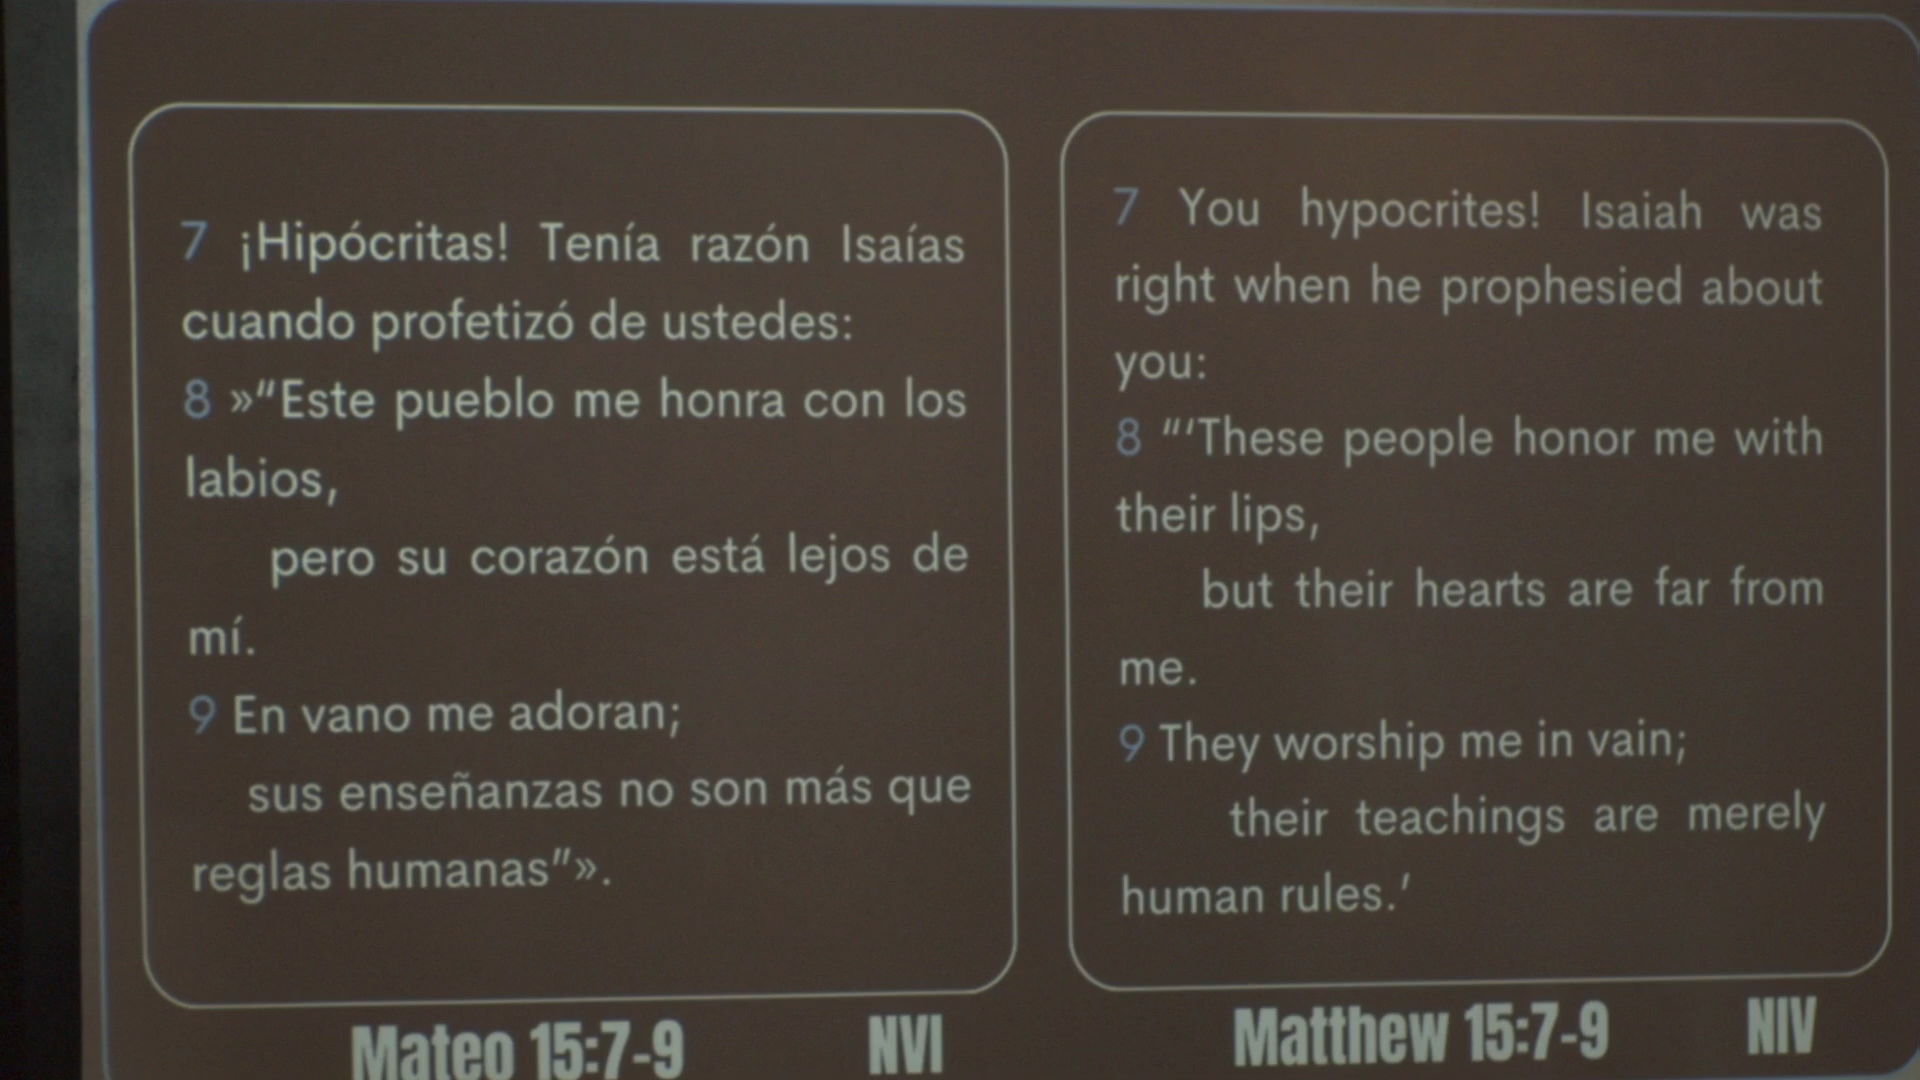 7 ¡Hipócritas! Tenía razón Isaías
cuando profetizó de ustedes:
8 »“Este pueblo me honra con los
labios,
pero su corazón está lejos de
mí.
9 En vano me adoran;
sus enseñanzas no son más que
reglas humanas”».
Mateo 15:7-9 NVI
7 You hypocrites! Isaiah was
right when he prophesied about
you:
8 “‘These people honor me with
their lips,
but their hearts are far from
me.
9 They worship me in vain;
their teachings are merely
human rules.’
Matthew 15:7-9 NIV